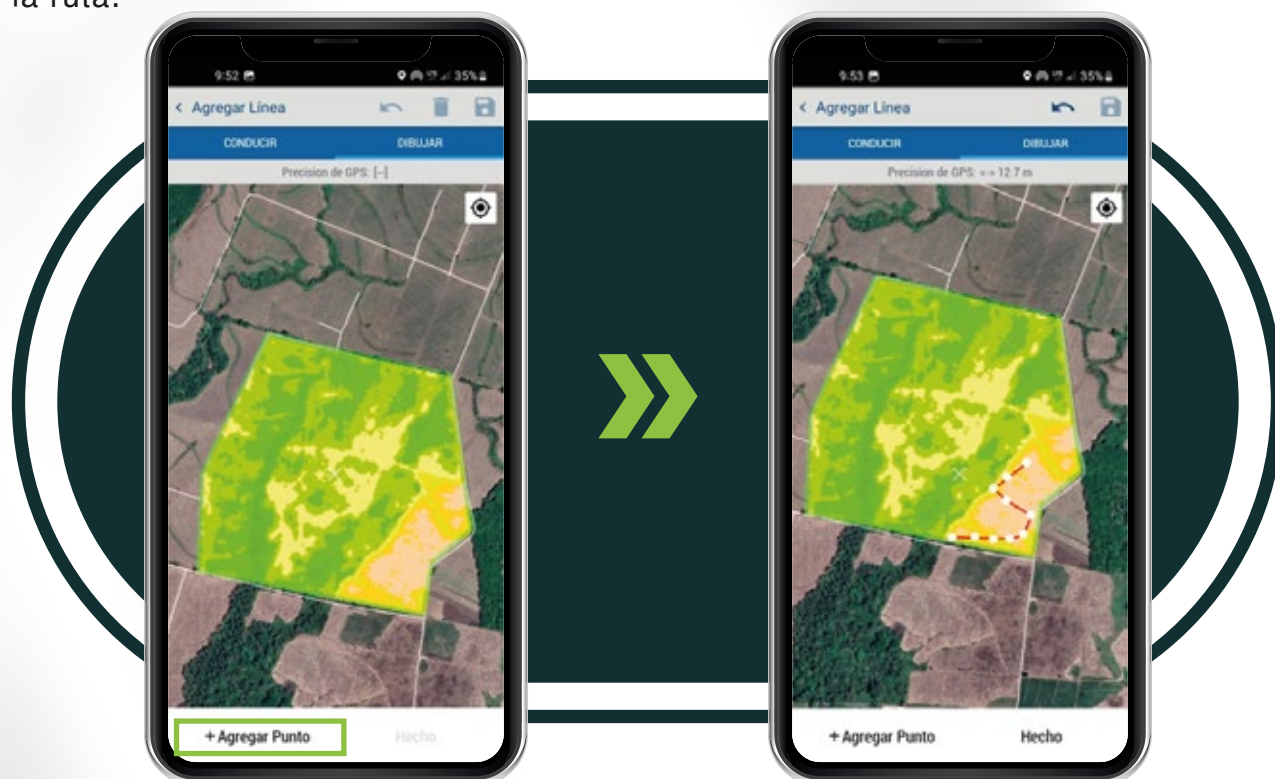 la ruta.
9:52 35%
< Agregar Línea
CONDUCIR DIBUJAR
Precision de GPS: [--]
+ Agregar Punto Hecho
9:53 35%
< Agregar Línea
CONDUCIR DIBUJAR
Precision de GPS: <-> 12.7 m
+ Agregar Punto Hecho